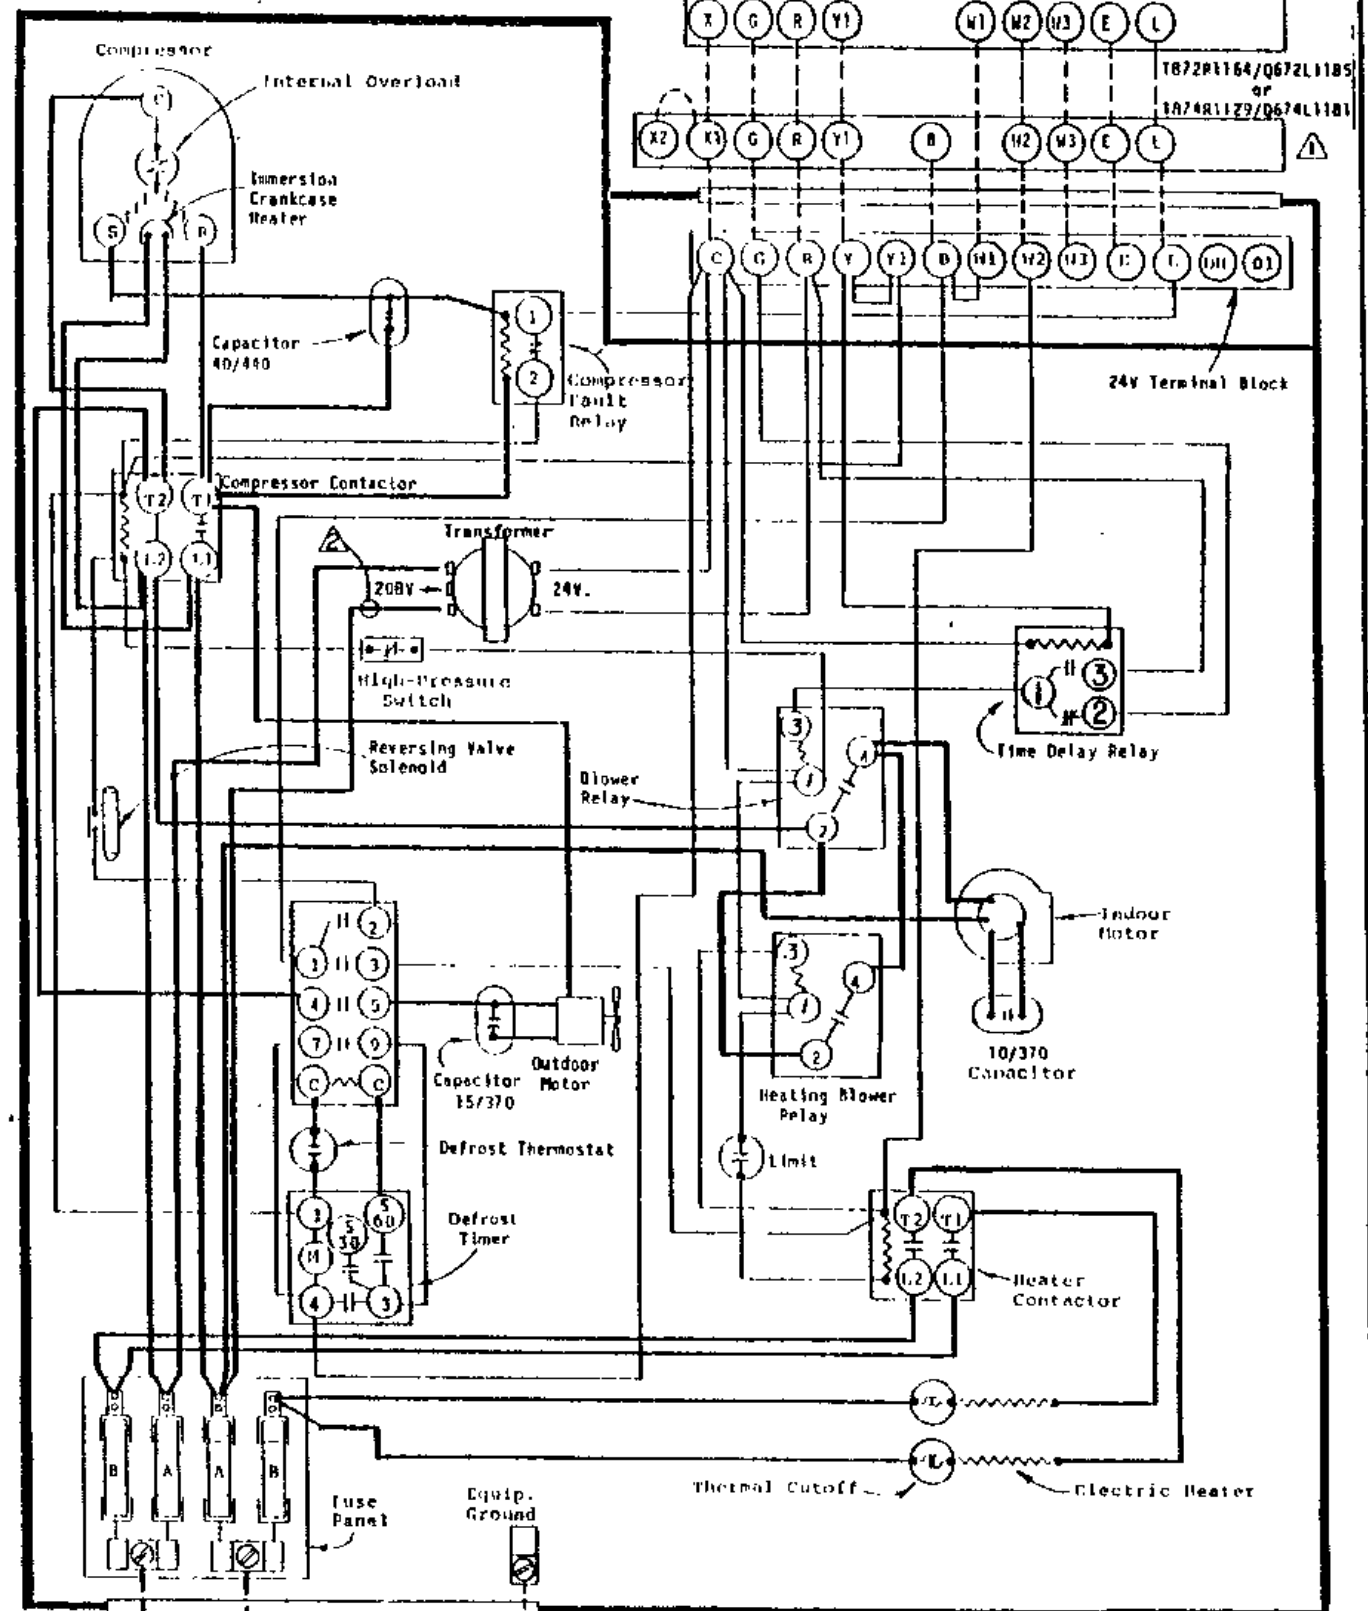 X G R Y1 W1 W2 W3 E L
T872R1164/Q672L1185
or
TA74R1129/Q674L1181
X2 X1 G R Y1 B W2 W3 E L
1
Compressor
Internal Overload
C
Immersion
Crankcase
Heater
S R
C G R Y Y1 B W1 W2 W3 E L
24V Terminal Block
Capacitor
40/440
1
2
Compressor
Fault
Relay
Compressor Contactor
T2 T1
L2 L1
Transformer
2
208V
24V.
High-Pressure
Switch
Reversing Valve
Solenoid
3
1
2
Time Delay Relay
Blower
Relay
3
4
2
Indoor
Motor
10/370
Capacitor
2
1 3
4 5
7 9
C C
Capacitor
15/370
Outdoor
Motor
3
4
2
Heating Blower
Relay
Limit
Defrost Thermostat
Defrost
Timer
S
30
S
60
M
4 3
T2 T1
L2 L1
Heater
Contactor
B A A B
Fuse
Panel
Equip.
Ground
Thermal Cutoff
Electric Heater